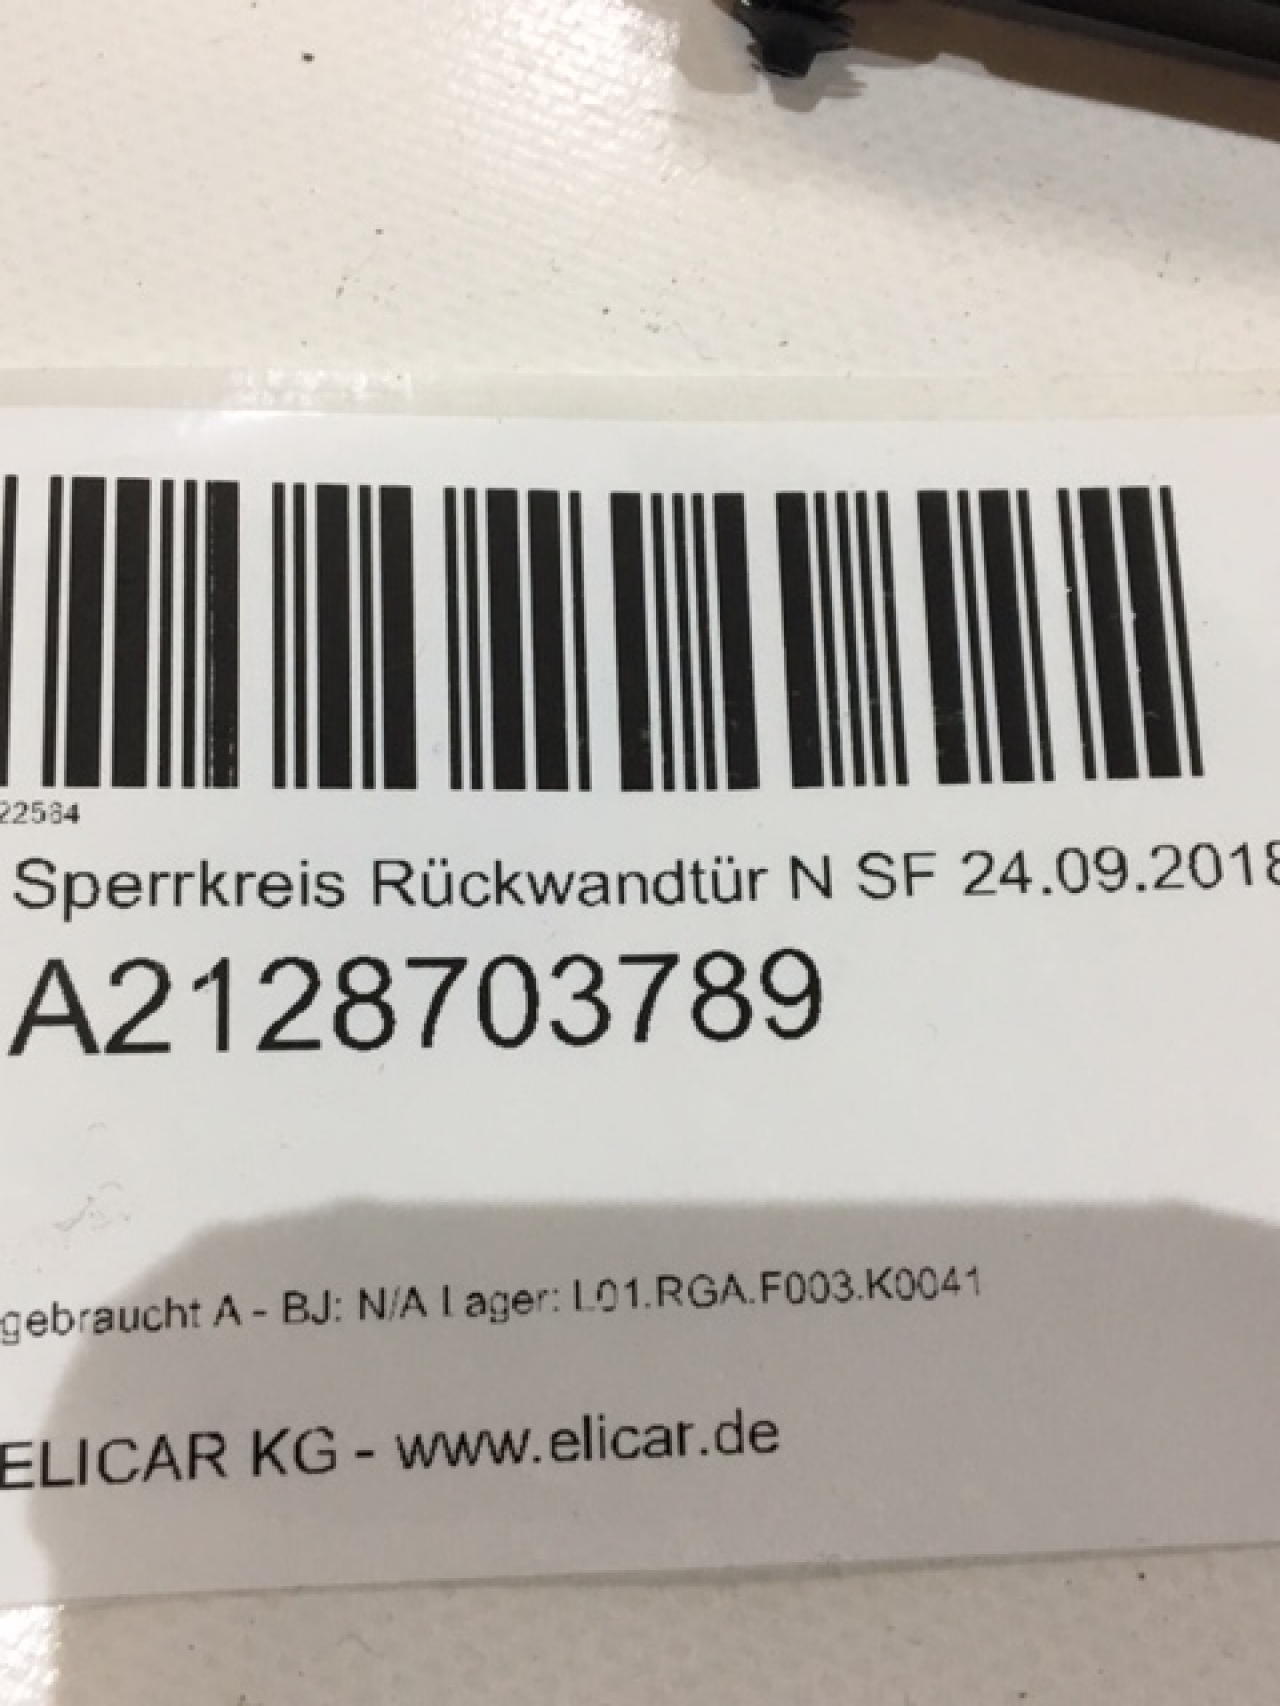 22564
Sperrkreis Rückwandtür N SF 24.09.2018
A2128703789
gebraucht A - BJ: N/A Lager: L01.RGA.F003.K0041
ELICAR KG - www.elicar.de